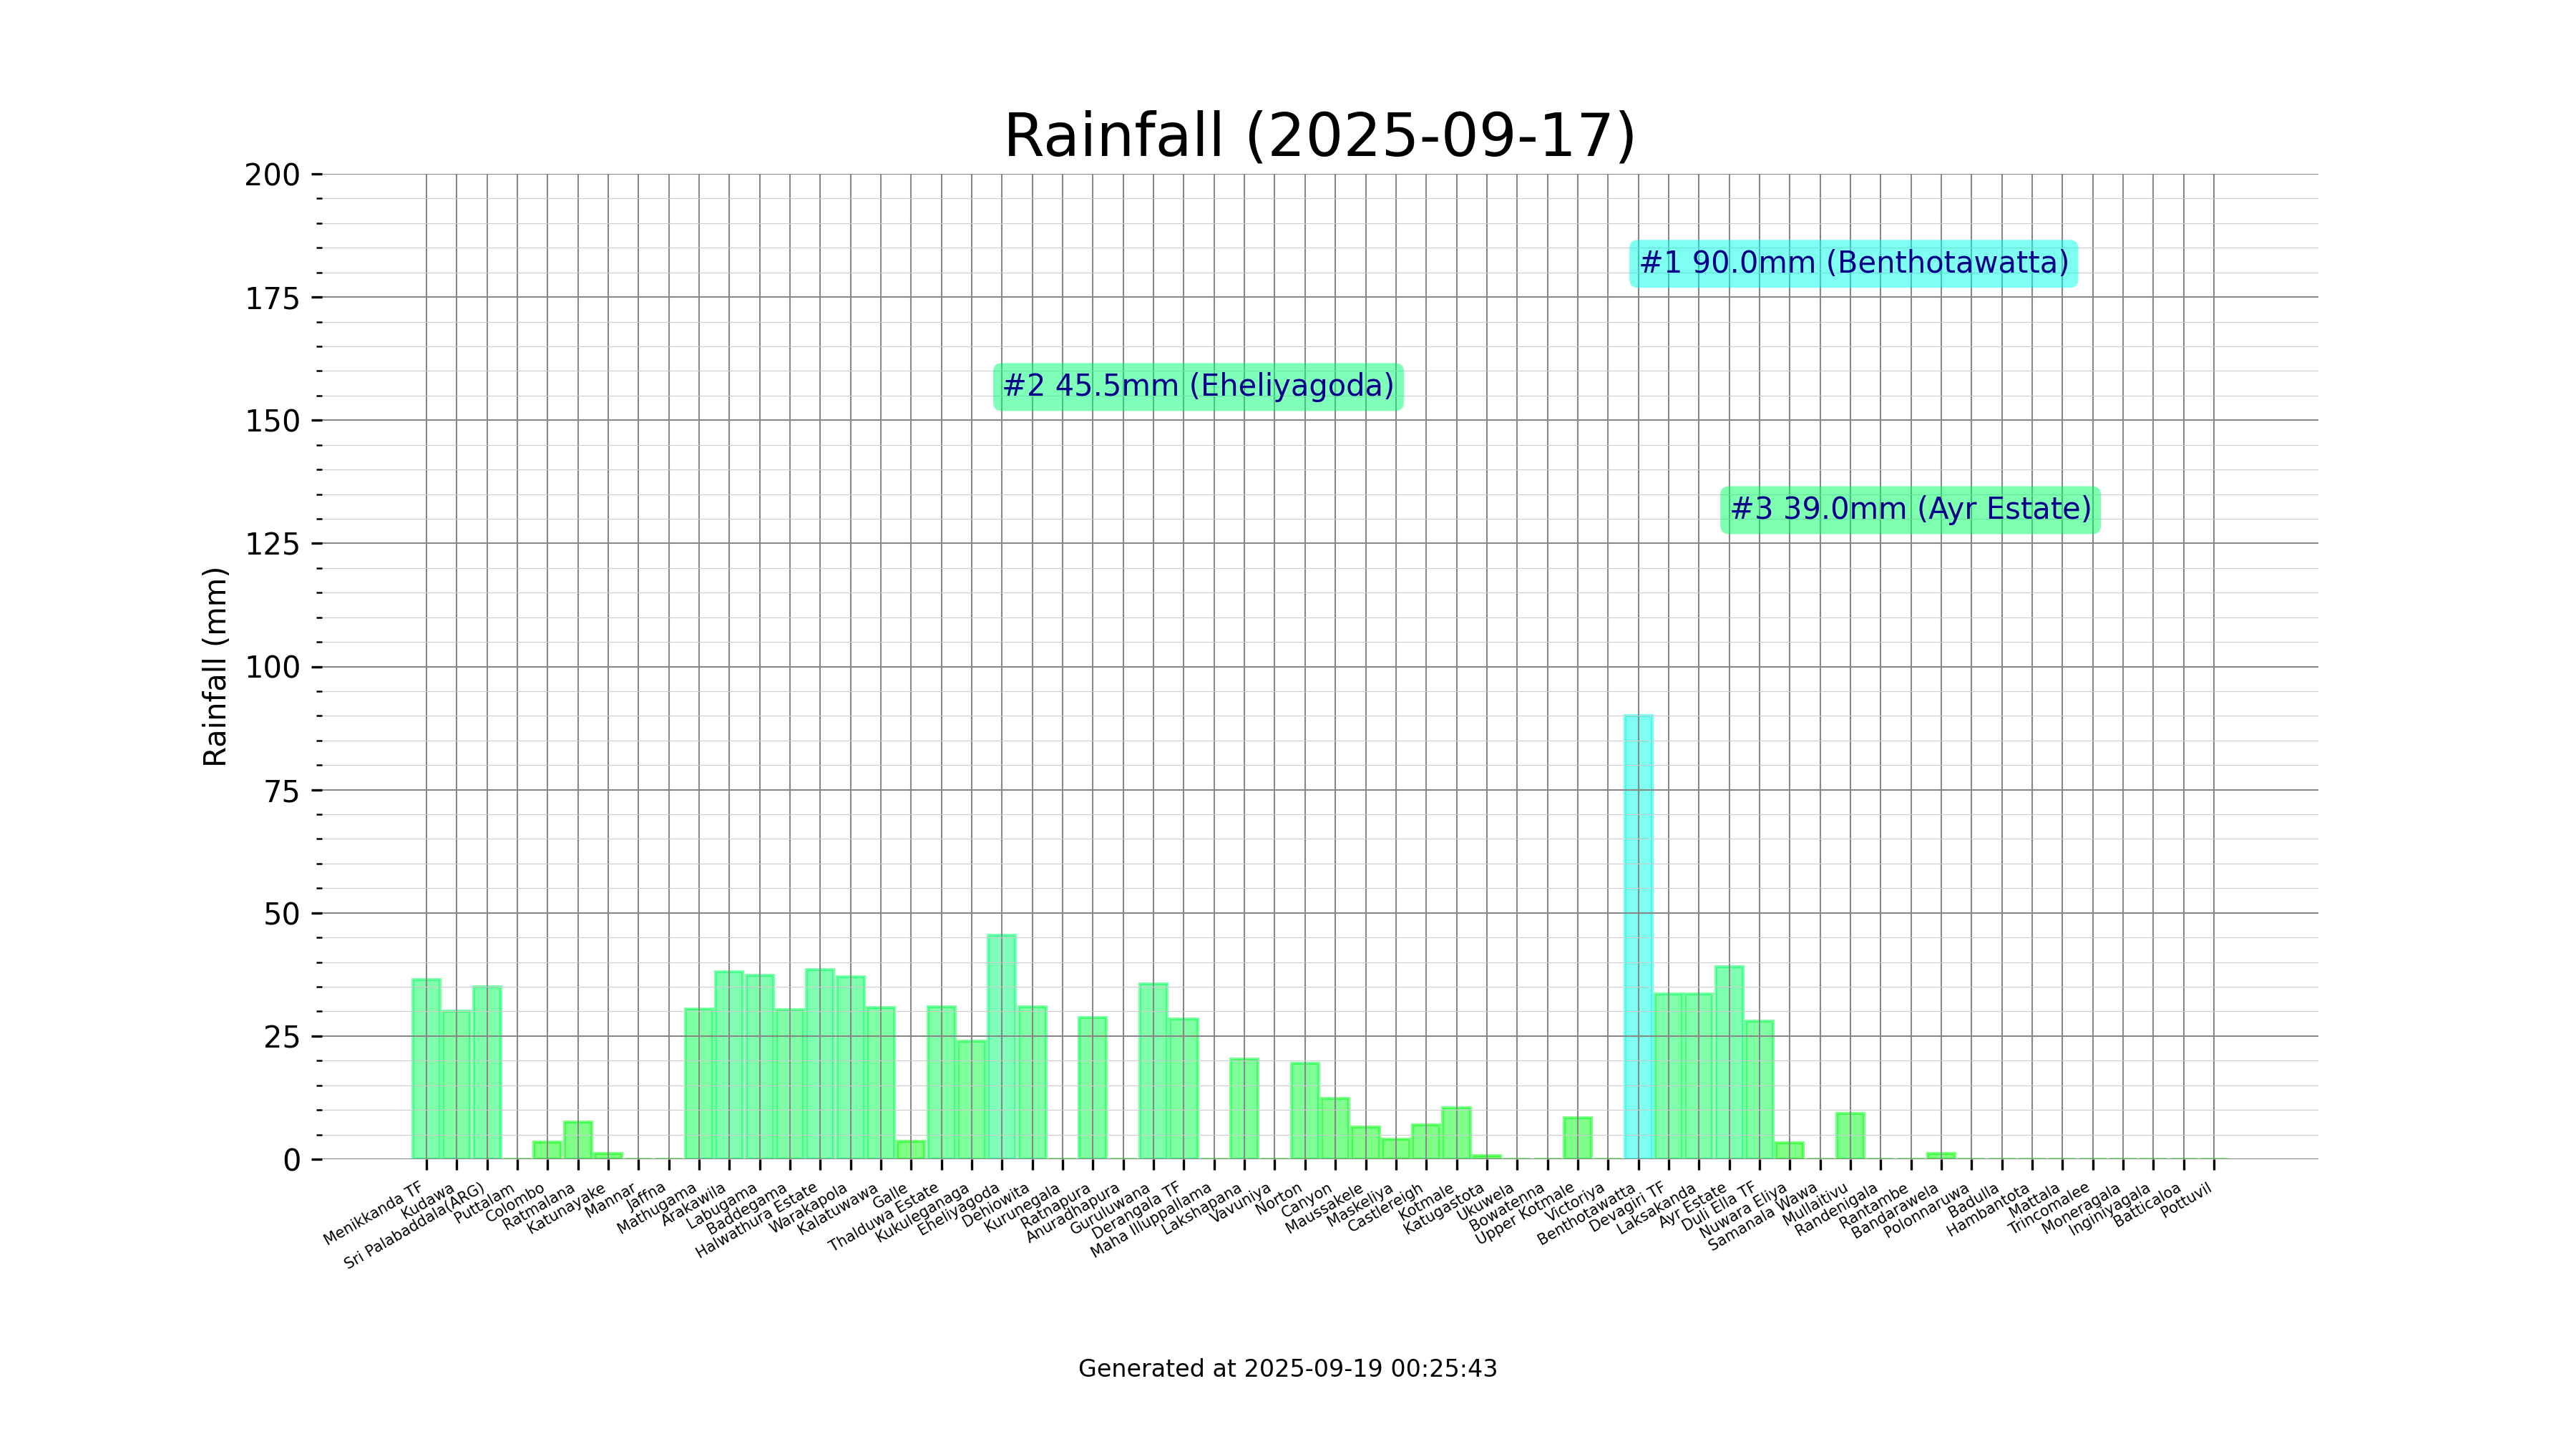 Rainfall (2025-09-17)
200
175
150
125
100
75
50
25
0
Rainfall (mm)
#1 90.0mm (Benthotawatta)
#2 45.5mm (Eheliyagoda)
#3 39.0mm (Ayr Estate)
Menikkanda TF
Kudawa
Sri Palabaddala(ARG)
Puttalam
Colombo
Ratmalana
Katunayake
Mannar
Jaffna
Mathugama
Arakawila
Labugama
Baddegama
Halwathura Estate
Warakapola
Kalatuwawa
Galle
Thalduwa Estate
Kukuleganaga
Eheliyagoda
Dehiowita
Kurunegala
Ratnapura
Anuradhapura
Guruluwana
Derangala TF
Maha Illuppallama
Lakshapana
Vavuniya
Norton
Canyon
Maussakele
Maskeliya
Castlereigh
Kotmale
Katugastota
Ukuwela
Bowatenna
Upper Kotmale
Victoriya
Benthotawatta
Devagiri TF
Laksakanda
Ayr Estate
Duli Ella TF
Nuwara Eliya
Samanala Wawa
Mullaitivu
Randenigala
Rantambe
Bandarawela
Polonnaruwa
Badulla
Hambantota
Mattala
Trincomalee
Moneragala
Inginiyagala
Batticaloa
Pottuvil
Generated at 2025-09-19 00:25:43